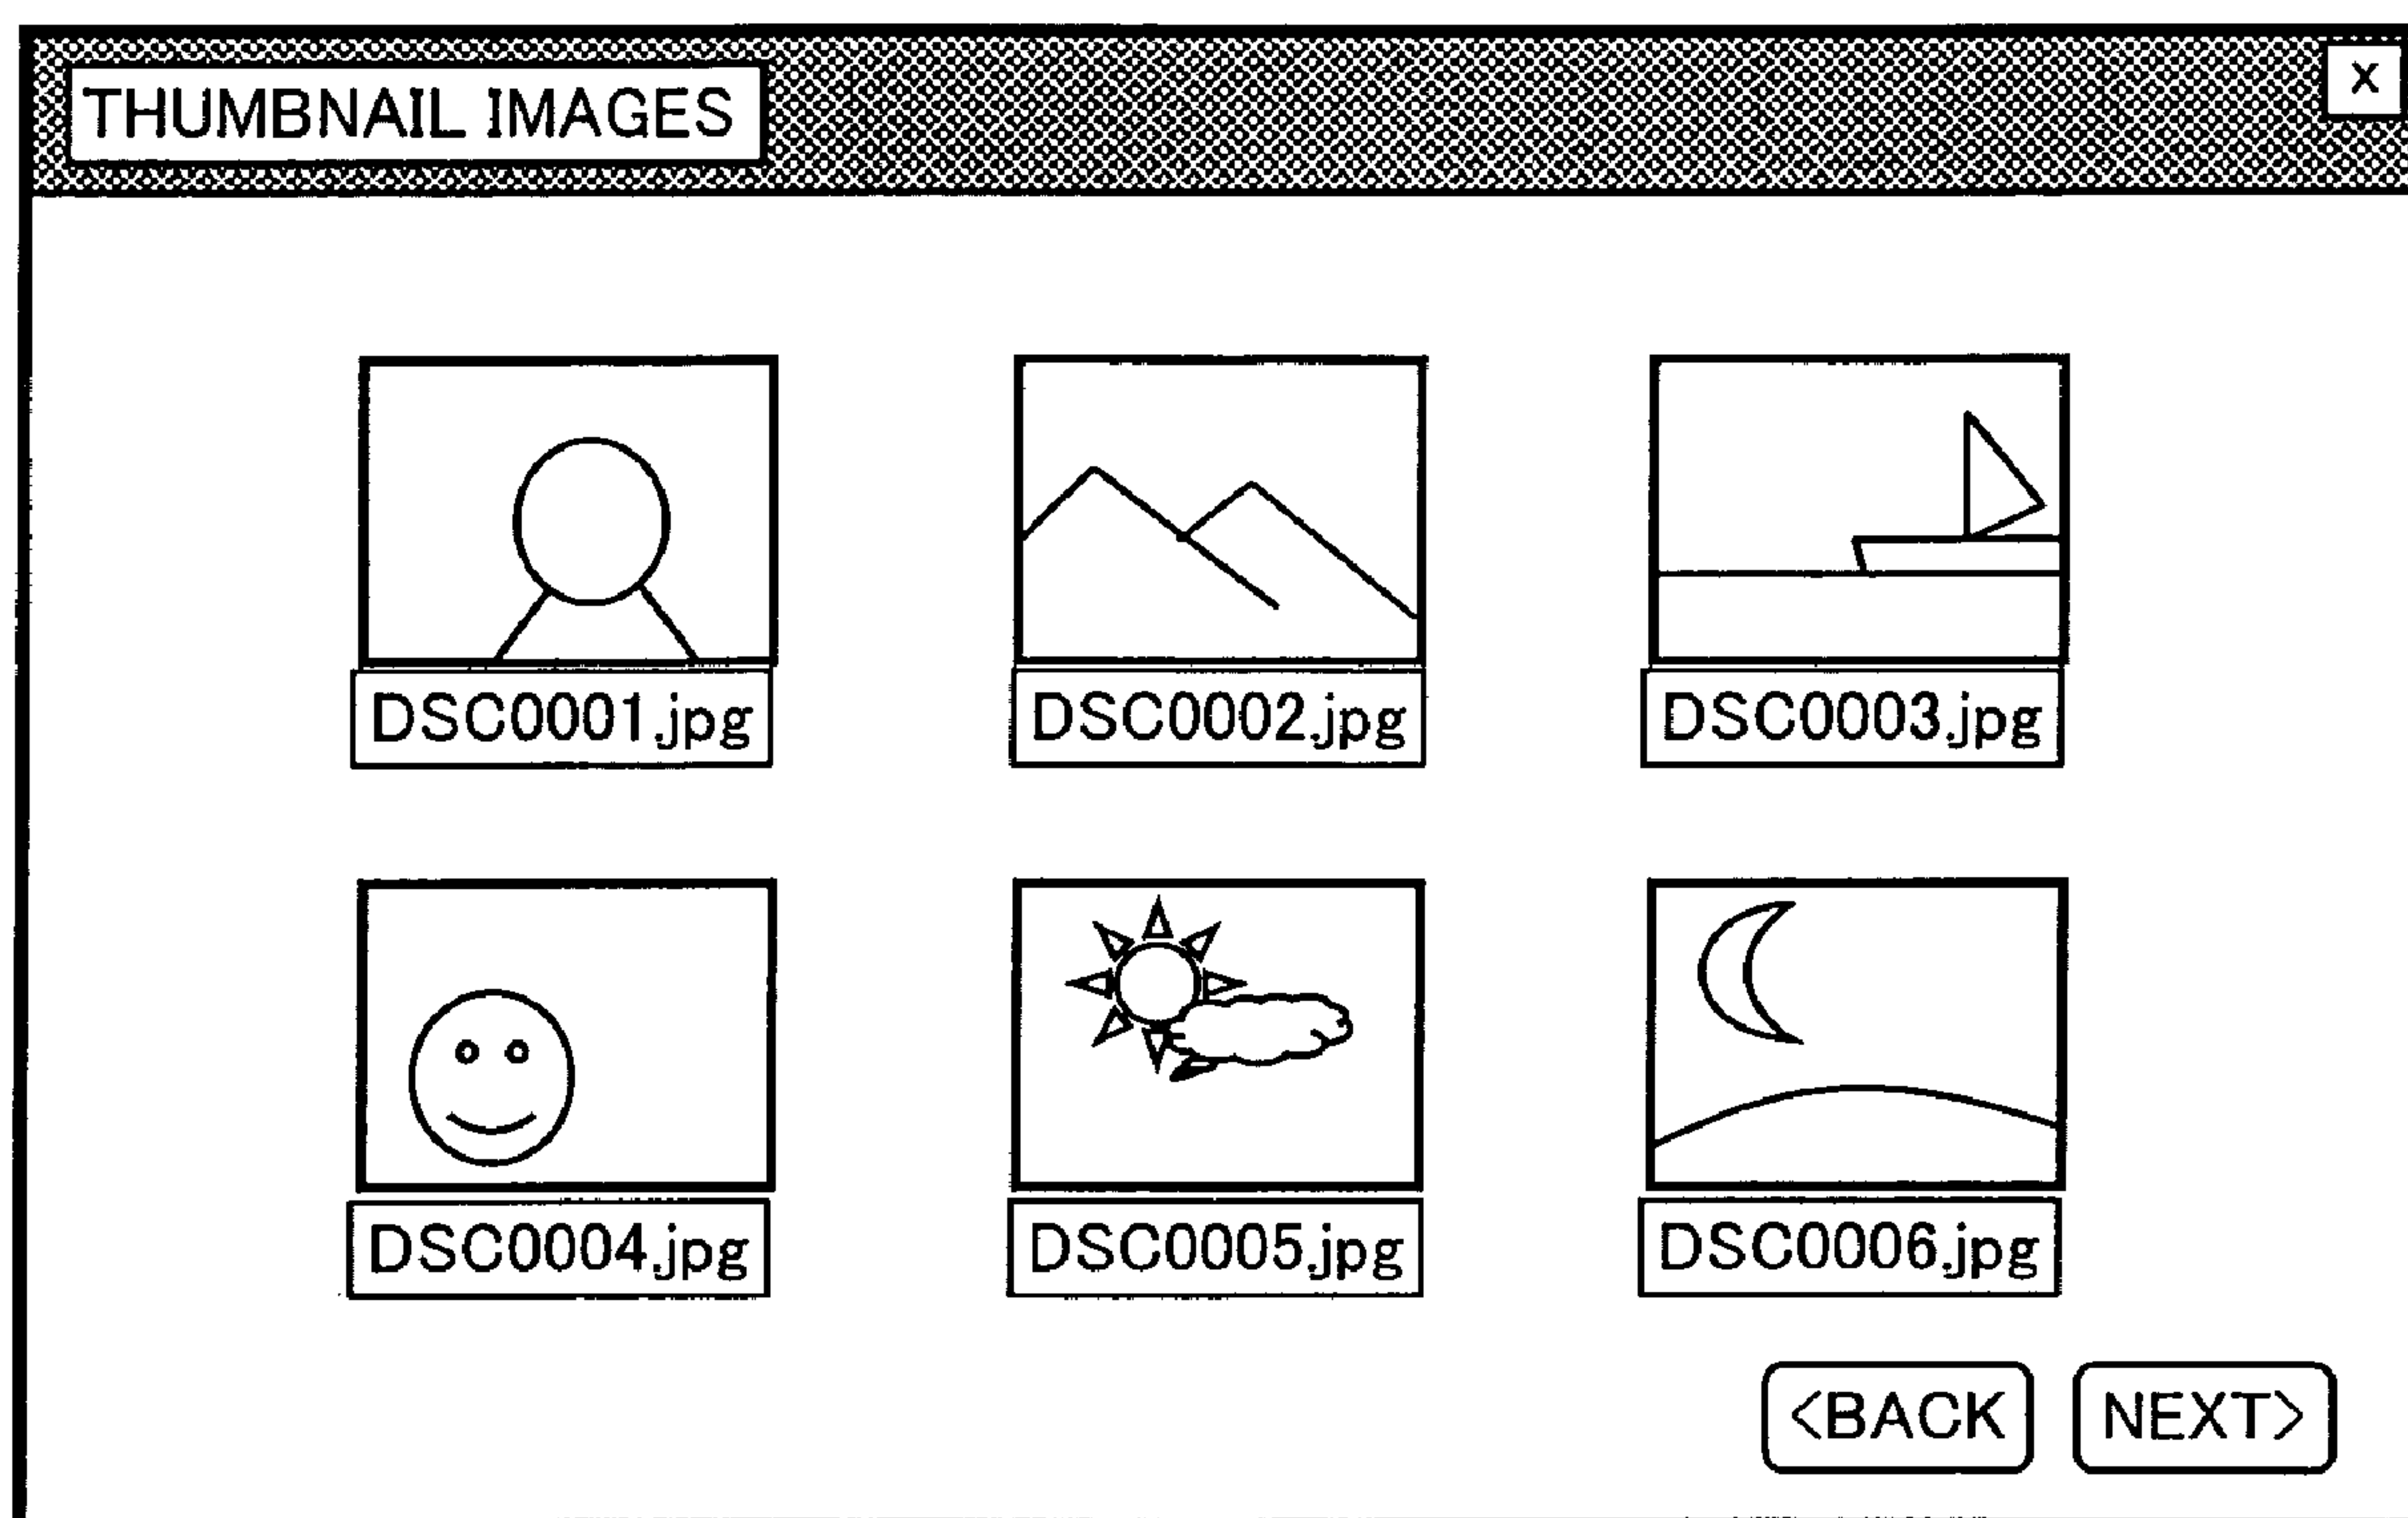 THUMBNAIL IMAGES
x
DSC0001.jpg
DSC0002.jpg
DSC0003.jpg
DSC0004.jpg
DSC0005.jpg
DSC0006.jpg
<BACK
NEXT>